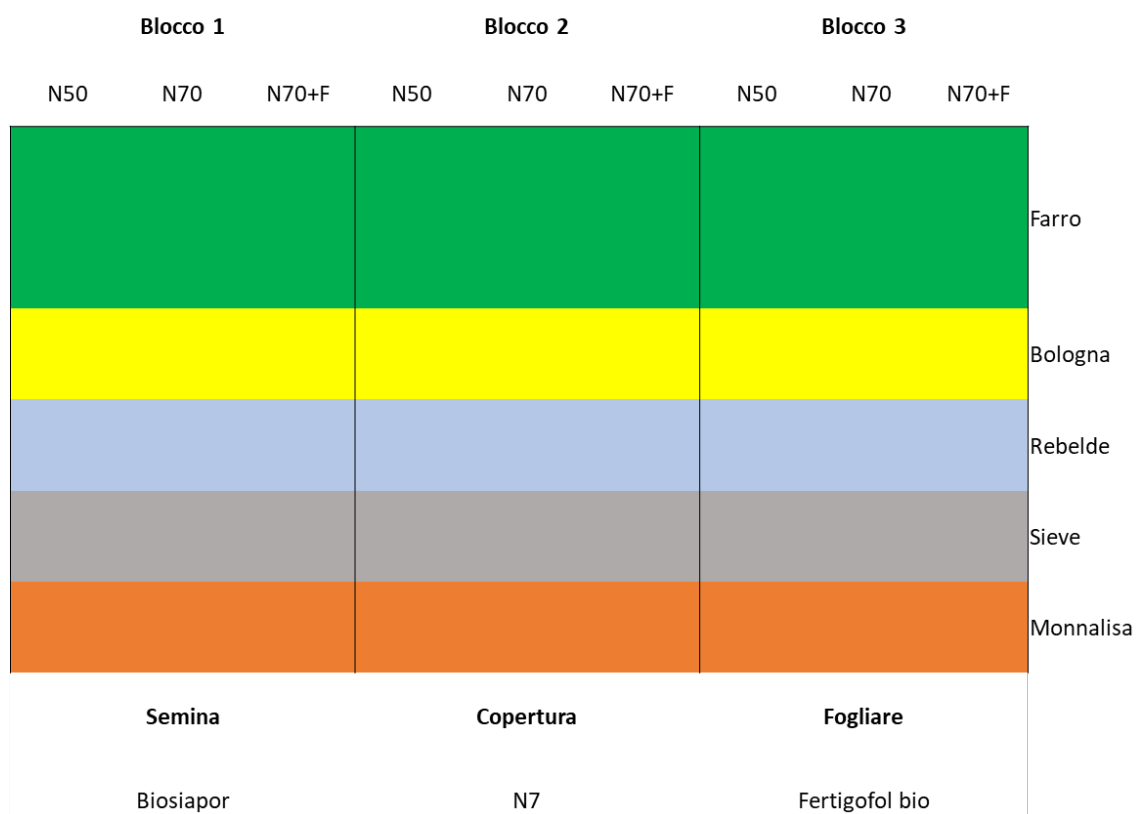 Blocco 1 Blocco 2 Blocco 3
N50 N70 N70+F N50 N70 N70+F N50 N70 N70+F
Farro
Bologna
Rebelde
Sieve
Monnalisa
Semina Copertura Fogliare
Biosiapor N7 Fertigofol bio